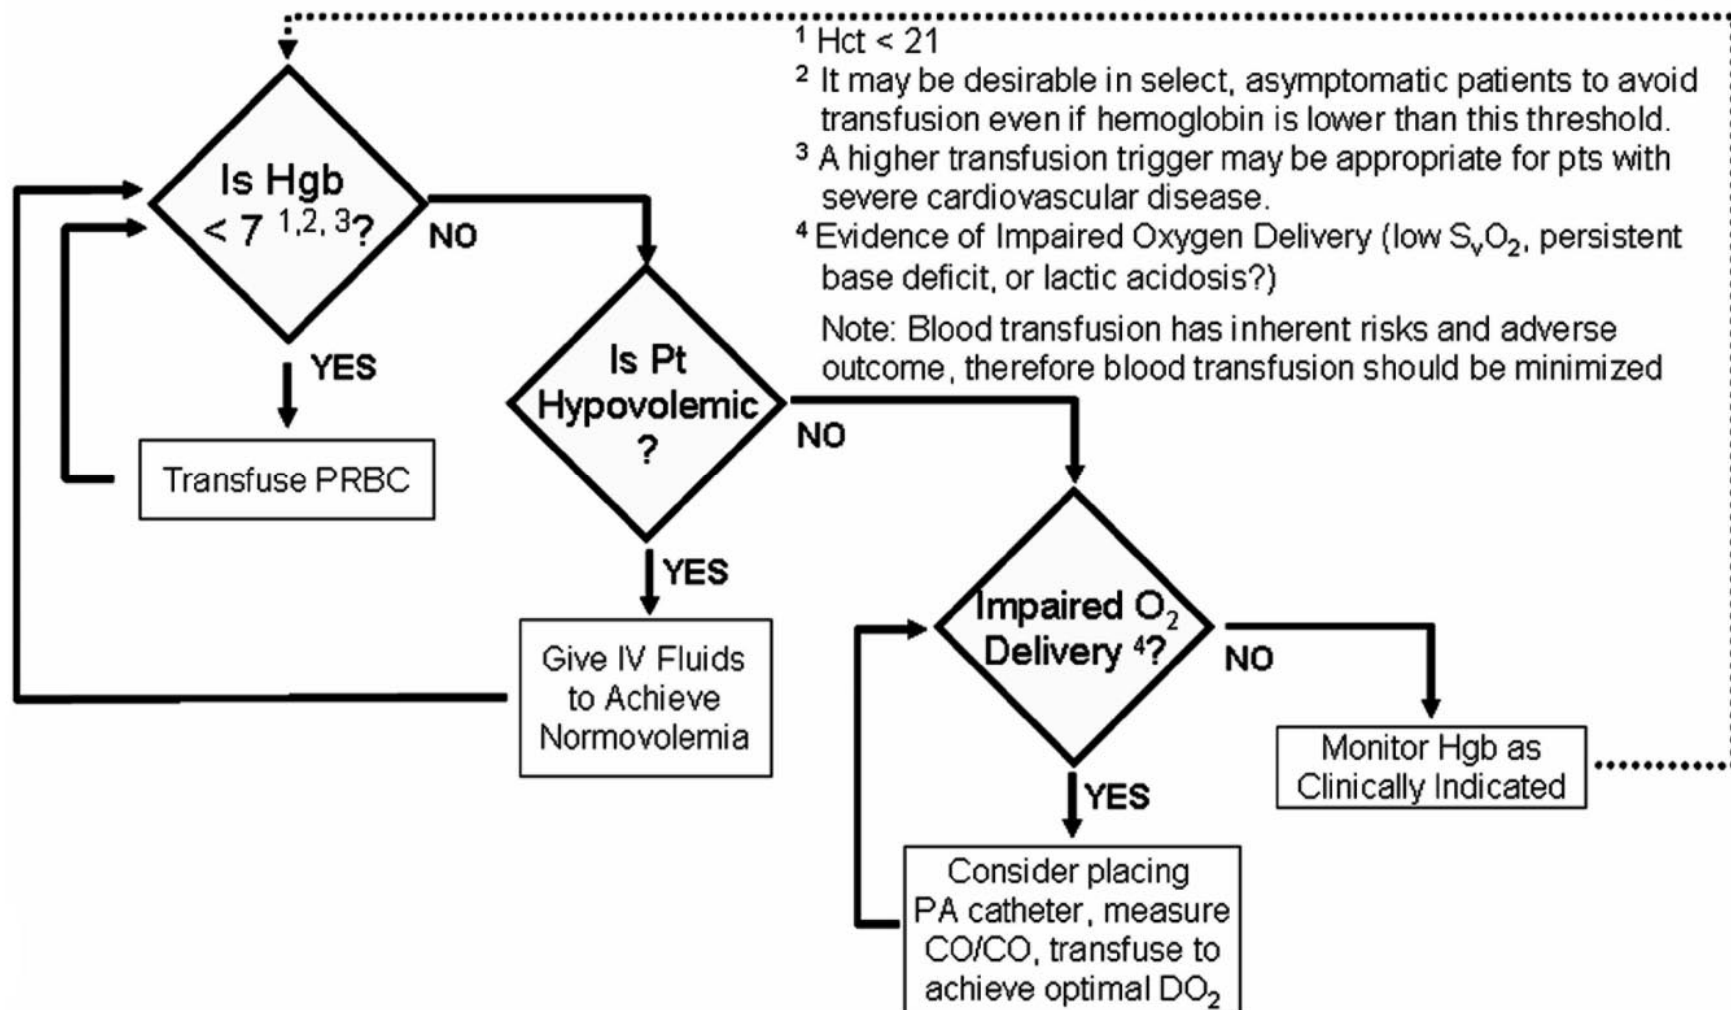 ¹ Hct < 21
² It may be desirable in select, asymptomatic patients to avoid
transfusion even if hemoglobin is lower than this threshold.
³ A higher transfusion trigger may be appropriate for pts with
severe cardiovascular disease.
⁴ Evidence of Impaired Oxygen Delivery (low SᵥO₂, persistent
base deficit, or lactic acidosis?)
Note: Blood transfusion has inherent risks and adverse
outcome, therefore blood transfusion should be minimized
Is Hgb
< 7 ¹,²,³?
NO
YES
Transfuse PRBC
Is Pt
Hypovolemic
?
NO
YES
Give IV Fluids
to Achieve
Normovolemia
Impaired O₂
Delivery ⁴?
NO
YES
Monitor Hgb as
Clinically Indicated
Consider placing
PA catheter, measure
CO/CO, transfuse to
achieve optimal DO₂